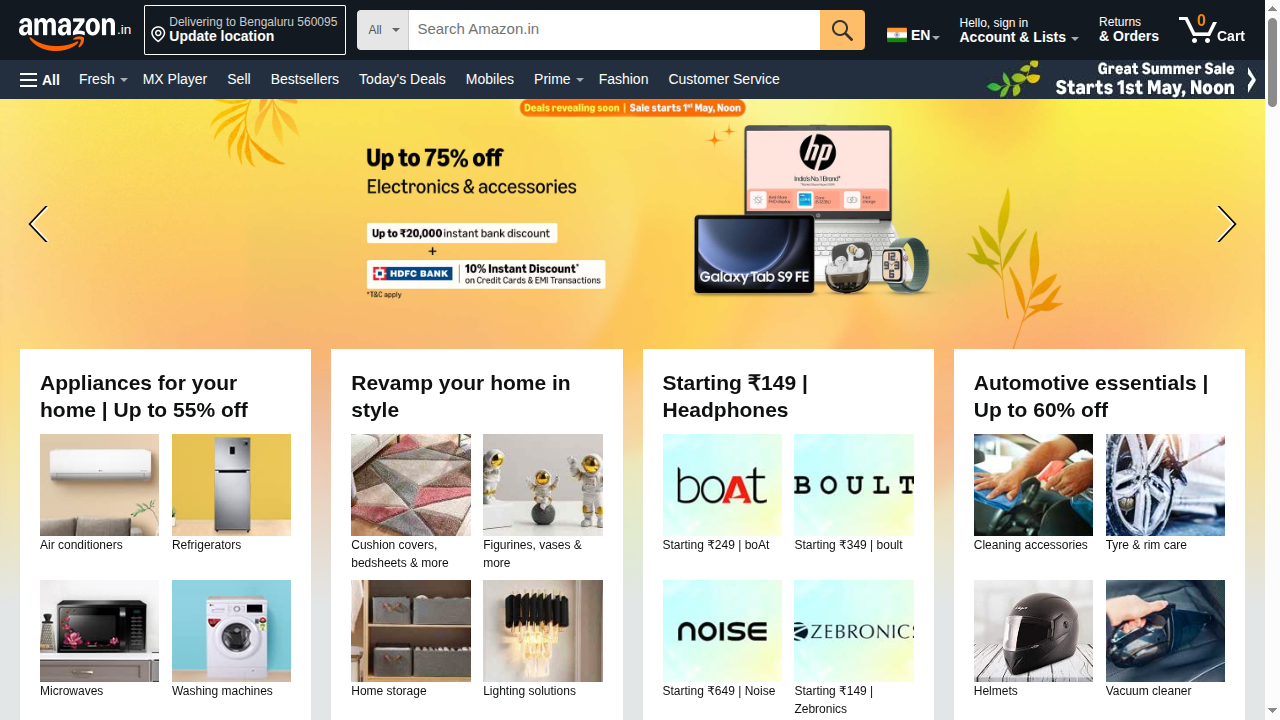 amazon.in
Delivering to Bengaluru 560095
Update location
All
Search Amazon.in
EN
Hello, sign in
Account & Lists
Returns
& Orders
0
Cart
All
Fresh
MX Player
Sell
Bestsellers
Today's Deals
Mobiles
Prime
Fashion
Customer Service
Great Summer Sale
Starts 1st May, Noon
Deals revealing soon | Sale starts 1st May, Noon
Up to 75% off
Electronics & accessories
Up to ₹20,000 instant bank discount
+
HDFC BANK
10% Instant Discount*
on Credit Cards & EMI Transactions
*T&C apply
hp
India's No.1 Brand*
Galaxy Tab S9 FE
Appliances for your
home | Up to 55% off
Air conditioners
Refrigerators
Microwaves
Washing machines
Revamp your home in
style
Cushion covers,
bedsheets & more
Figurines, vases &
more
Home storage
Lighting solutions
Starting ₹149 |
Headphones
boAt
BOULT
Starting ₹249 | boAt
Starting ₹349 | boult
noise
ZEBRONICS
Starting ₹649 | Noise
Starting ₹149 |
Zebronics
Automotive essentials |
Up to 60% off
Cleaning accessories
Tyre & rim care
Helmets
Vacuum cleaner